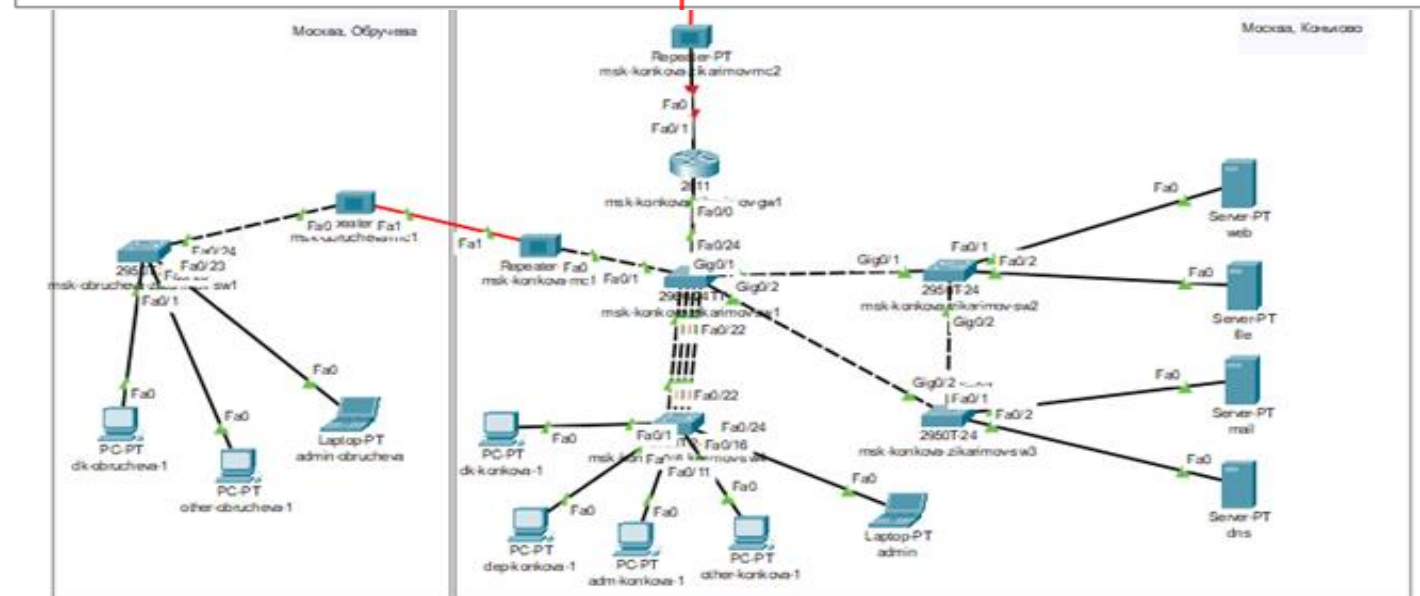 Москва, Обручева
Москва, Коньково
Repeater-PT
msk-konkova-zikarimov-mc2
Fa0
Fa0/1
Fa0/0
Fa0/24
Fa0
Fa1
msk-obrucheva-mc1
Fa0/24
Fa0/23
Fa0/1
Fa1
Repeater
Fa0
msk-konkova-mc1
Fa0/1
Gig0/1
Gig0/2
Fa0/22
Fa0/22
Gig0/1
Fa0/1
Fa0/2
2950T-24
msk-konkova-zikarimov-sw2
Gig0/2
Gig0/2
Fa0/1
Fa0/2
2950T-24
msk-konkova-zikarimov-sw3
Fa0
Server-PT
web
Fa0
Server-PT
file
Fa0
Server-PT
mail
Fa0
Server-PT
dns
Fa0
PC-PT
dk-obrucheva-1
Fa0
PC-PT
other-obrucheva-1
Fa0
Laptop-PT
admin-obrucheva
Fa0/1
Fa0/24
Fa0/16
Fa0/11
Fa0
PC-PT
dk-konkova-1
Fa0
PC-PT
dep-konkova-1
Fa0
PC-PT
adm-konkova-1
Fa0
PC-PT
other-konkova-1
Fa0
Laptop-PT
admin